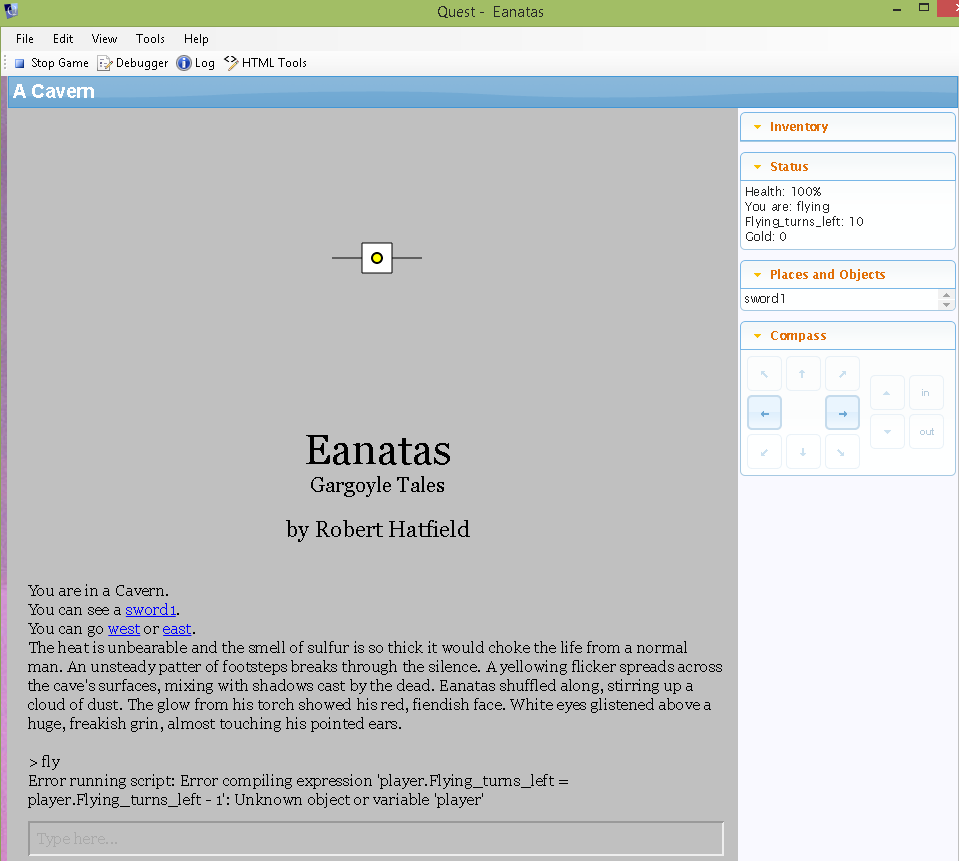 Quest - Eanatas
File Edit View Tools Help
Stop Game Debugger Log HTML Tools
A Cavern
Inventory
Status
Health: 100%
You are: flying
Flying_turns_left: 10
Gold: 0
Places and Objects
sword1
Compass
in
out
Eanatas
Gargoyle Tales
by Robert Hatfield
You are in a Cavern.
You can see a sword1.
You can go west or east.
The heat is unbearable and the smell of sulfur is so thick it would choke the life from a normal
man. An unsteady patter of footsteps breaks through the silence. A yellowing flicker spreads across
the cave's surfaces, mixing with shadows cast by the dead. Eanatas shuffled along, stirring up a
cloud of dust. The glow from his torch showed his red, fiendish face. White eyes glistened above a
huge, freakish grin, almost touching his pointed ears.
> fly
Error running script: Error compiling expression 'player.Flying_turns_left =
player.Flying_turns_left - 1': Unknown object or variable 'player'
Type here...